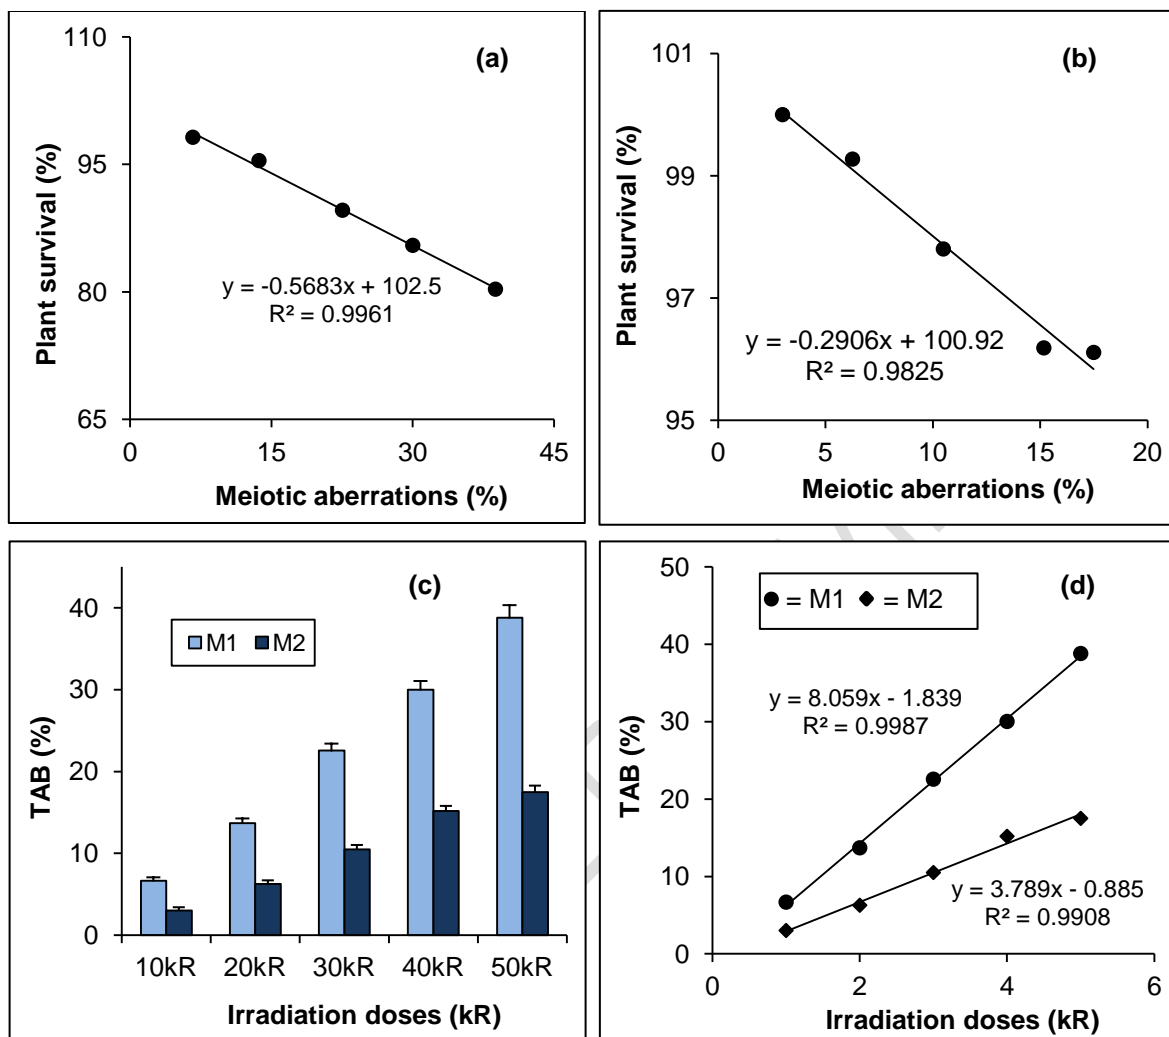 (a)
110
95
80
65
Plant survival (%)
y = -0.5683x + 102.5
R² = 0.9961
0 15 30 45
Meiotic aberrations (%)
(b)
101
99
97
95
Plant survival (%)
y = -0.2906x + 100.92
R² = 0.9825
0 5 10 15 20
Meiotic aberrations (%)
(c)
40
30
20
10
0
TAB (%)
M1 M2
10kR 20kR 30kR 40kR 50kR
Irradiation doses (kR)
(d)
50
40
30
20
10
0
TAB (%)
= M1 = M2
y = 8.059x - 1.839
R² = 0.9987
y = 3.789x - 0.885
R² = 0.9908
0 2 4 6
Irradiation doses (kR)